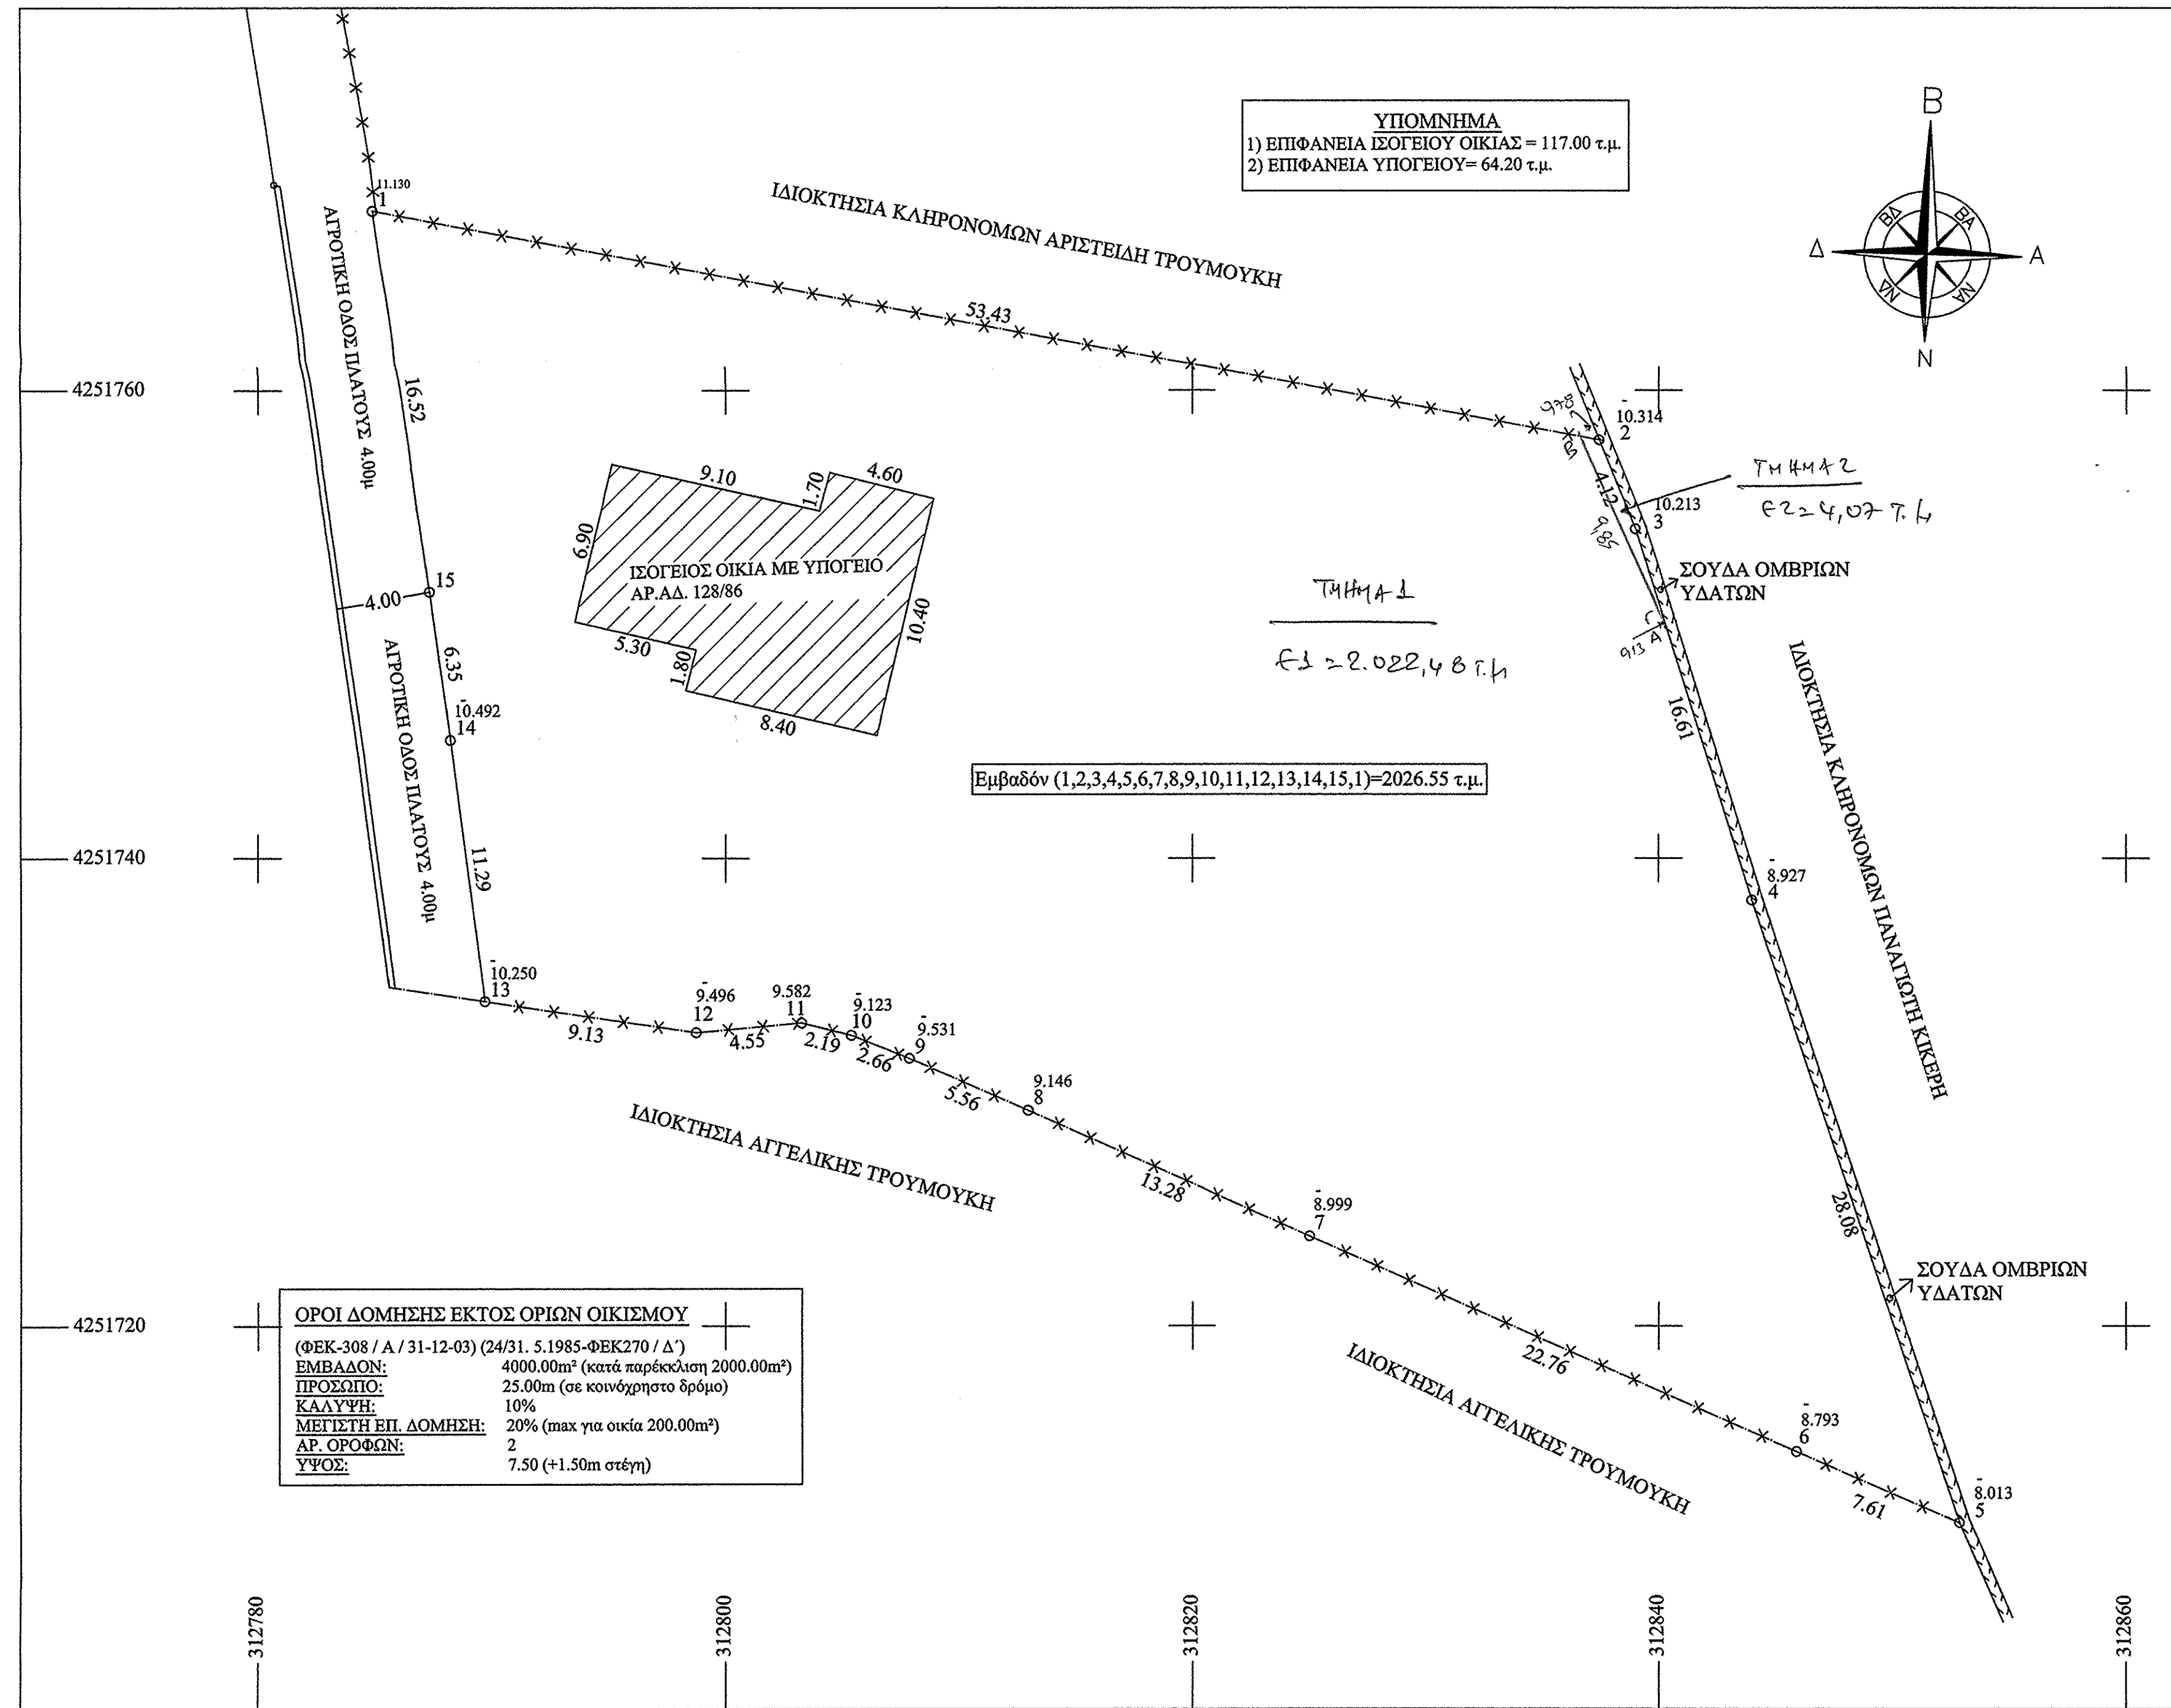 ΥΠΟΜΝΗΜΑ
1) ΕΠΙΦΑΝΕΙΑ ΙΣΟΓΕΙΟΥ ΟΙΚΙΑΣ = 117.00 τ.μ.
2) ΕΠΙΦΑΝΕΙΑ ΥΠΟΓΕΙΟΥ= 64.20 τ.μ.
Β
ΒΔ
ΒΑ
Δ
Α
ΝΔ
ΝΑ
Ν
11.130
1
ΙΔΙΟΚΤΗΣΙΑ ΚΛΗΡΟΝΟΜΩΝ ΑΡΙΣΤΕΙΔΗ ΤΡΟΥΜΟΥΚΗ
53.43
ΑΓΡΟΤΙΚΗ ΟΔΟΣ ΠΛΑΤΟΥΣ 4.00μ
16.52
4251760
10.314
2
B
4.12
10.213
3
ΤΜΗΜΑ 2
Ε2=4,07 Τ.μ
9.10
1.70
4.60
6.90
ΙΣΟΓΕΙΟΣ ΟΙΚΙΑ ΜΕ ΥΠΟΓΕΙΟ
ΑΡ.ΑΔ. 128/86
10.40
5.30
1.80
8.40
15
4.00
6.35
10.492
14
ΑΓΡΟΤΙΚΗ ΟΔΟΣ ΠΛΑΤΟΥΣ 4.00μ
11.29
ΣΟΥΔΑ ΟΜΒΡΙΩΝ
ΥΔΑΤΩΝ
ΤΜΗΜΑ 1
Ε1=2.022,48 Τ.μ
Α
16.61
ΙΔΙΟΚΤΗΣΙΑ ΚΛΗΡΟΝΟΜΩΝ ΠΑΝΑΓΙΩΤΗ ΚΙΚΕΡΗ
Εμβαδόν (1,2,3,4,5,6,7,8,9,10,11,12,13,14,15,1)=2026.55 τ.μ.
4251740
8.927
4
10.250
13
9.13
9.496
12
4.55
9.582
11
2.19
9.123
10
2.66
9.531
9
5.56
9.146
8
13.28
8.999
7
ΙΔΙΟΚΤΗΣΙΑ ΑΓΓΕΛΙΚΗΣ ΤΡΟΥΜΟΥΚΗ
28.08
ΣΟΥΔΑ ΟΜΒΡΙΩΝ
ΥΔΑΤΩΝ
4251720
22.76
ΙΔΙΟΚΤΗΣΙΑ ΑΓΓΕΛΙΚΗΣ ΤΡΟΥΜΟΥΚΗ
8.793
6
7.61
8.013
5
ΟΡΟΙ ΔΟΜΗΣΗΣ ΕΚΤΟΣ ΟΡΙΩΝ ΟΙΚΙΣΜΟΥ
(ΦΕΚ-308 / Α / 31-12-03) (24/31. 5.1985-ΦΕΚ270 / Δ΄)
ΕΜΒΑΔΟΝ: 4000.00m² (κατά παρέκκλιση 2000.00m²)
ΠΡΟΣΩΠΟ: 25.00m (σε κοινόχρηστο δρόμο)
ΚΑΛΥΨΗ: 10%
ΜΕΓΙΣΤΗ ΕΠ. ΔΟΜΗΣΗ: 20% (max για οικία 200.00m²)
ΑΡ. ΟΡΟΦΩΝ: 2
ΥΨΟΣ: 7.50 (+1.50m στέγη)
312780
312800
312820
312840
312860